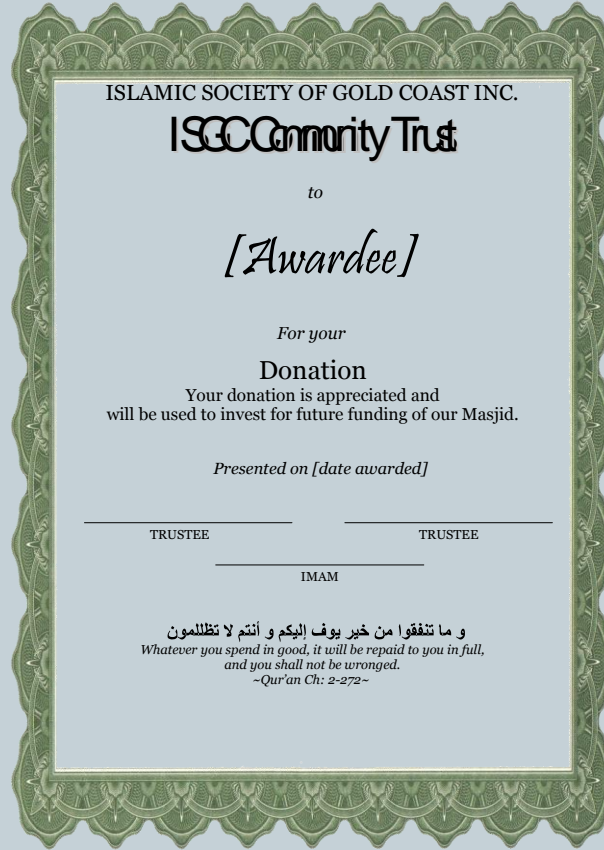 ISLAMIC SOCIETY OF GOLD COAST INC.
ISGC Commonity Trust
to
[Awardee]
For your
Donation
Your donation is appreciated and
will be used to invest for future funding of our Masjid.
Presented on [date awarded]
TRUSTEE TRUSTEE
IMAM
و ما تنفقوا من خير يوف إليكم و أنتم لا تظللمون
Whatever you spend in good, it will be repaid to you in full,
and you shall not be wronged.
~Qur'an Ch: 2-272~